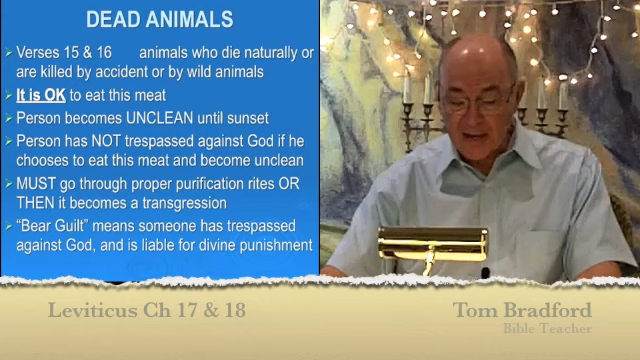 DEAD ANIMALS
Verses 15 & 16 animals who die naturally or
are killed by accident or by wild animals
It is OK to eat this meat
Person becomes UNCLEAN until sunset
Person has NOT trespassed against God if he
chooses to eat this meat and become unclean
MUST go through proper purification rites OR
THEN it becomes a transgression
“Bear Guilt” means someone has trespassed
against God, and is liable for divine punishment
Leviticus Ch 17 & 18
Tom Bradford
Bible Teacher